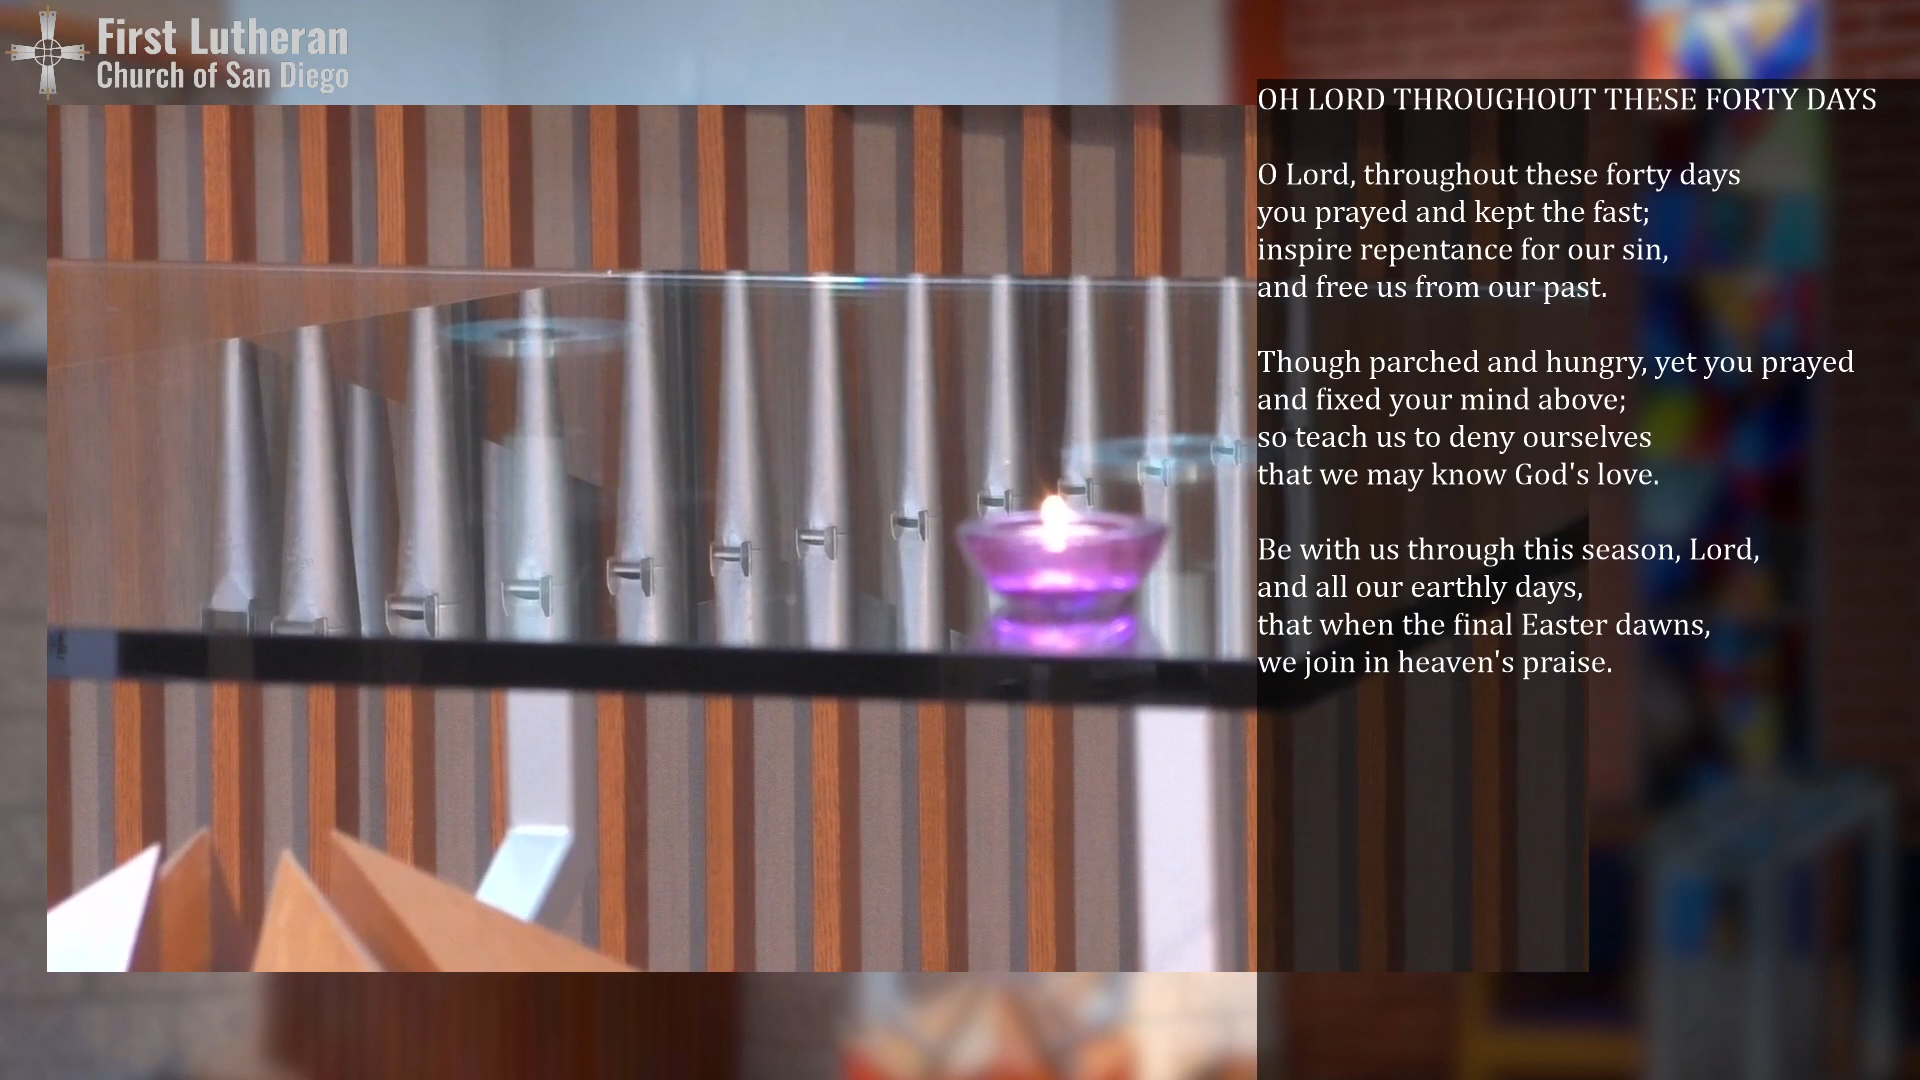 First Lutheran
Church of San Diego
OH LORD THROUGHOUT THESE FORTY DAYS
O Lord, throughout these forty days
you prayed and kept the fast;
inspire repentance for our sin,
and free us from our past.
Though parched and hungry, yet you prayed
and fixed your mind above;
so teach us to deny ourselves
that we may know God's love.
Be with us through this season, Lord,
and all our earthly days,
that when the final Easter dawns,
we join in heaven's praise.